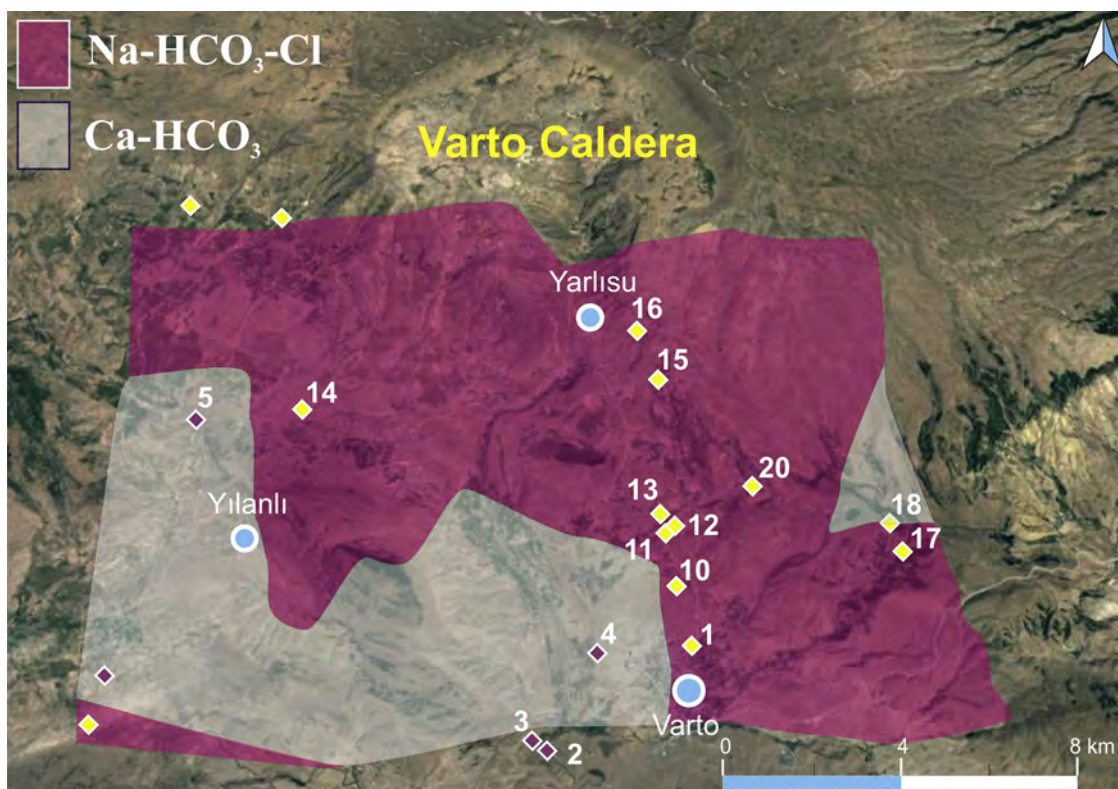 Na-HCO₃-Cl
Ca-HCO₃
Varto Caldera
Yarlısu
16
15
5
14
20
Yılanlı
13
12
18
11
17
10
4
1
Varto
3
2
0
4
8 km